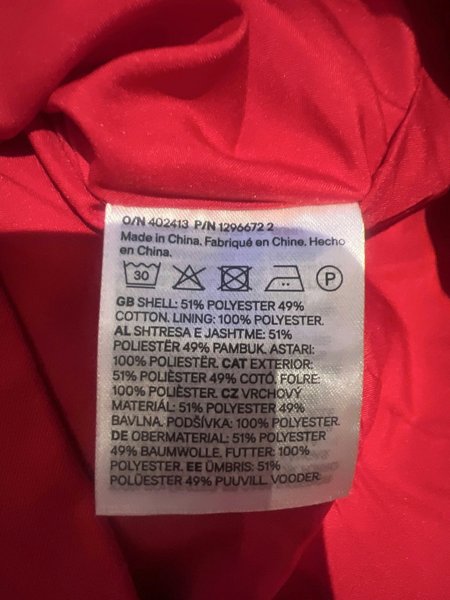 O/N 402413 P/N 1296672 2
Made in China. Fabriqué en Chine. Hecho
en China.
30 P
GB SHELL: 51% POLYESTER 49%
COTTON. LINING: 100% POLYESTER.
AL SHTRESA E JASHTME: 51%
POLIESTËR 49% PAMBUK. ASTARI:
100% POLIESTËR. CAT EXTERIOR:
51% POLIÈSTER 49% COTÓ. FOLRE:
100% POLIÈSTER. CZ VRCHOVÝ
MATERIÁL: 51% POLYESTER 49%
BAVLNA. PODŠÍVKA: 100% POLYESTER.
DE OBERMATERIAL: 51% POLYESTER
49% BAUMWOLLE. FUTTER: 100%
POLYESTER. EE ÜMBRIS: 51%
POLÜESTER 49% PUUVILL. VOODER: